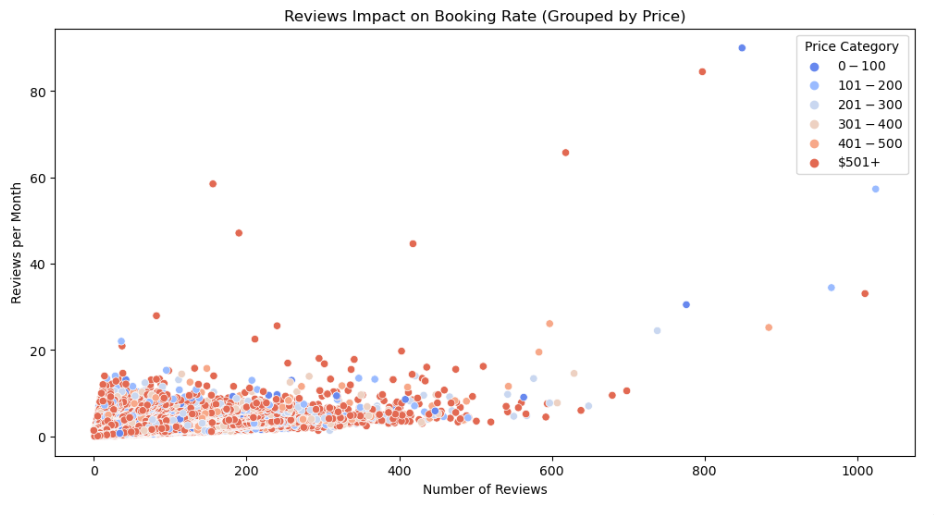 Reviews Impact on Booking Rate (Grouped by Price)
Reviews per Month
80
60
40
20
0
Price Category
0 − 100
101 − 200
201 − 300
301 − 400
401 − 500
$501+
0
200
400
600
800
1000
Number of Reviews